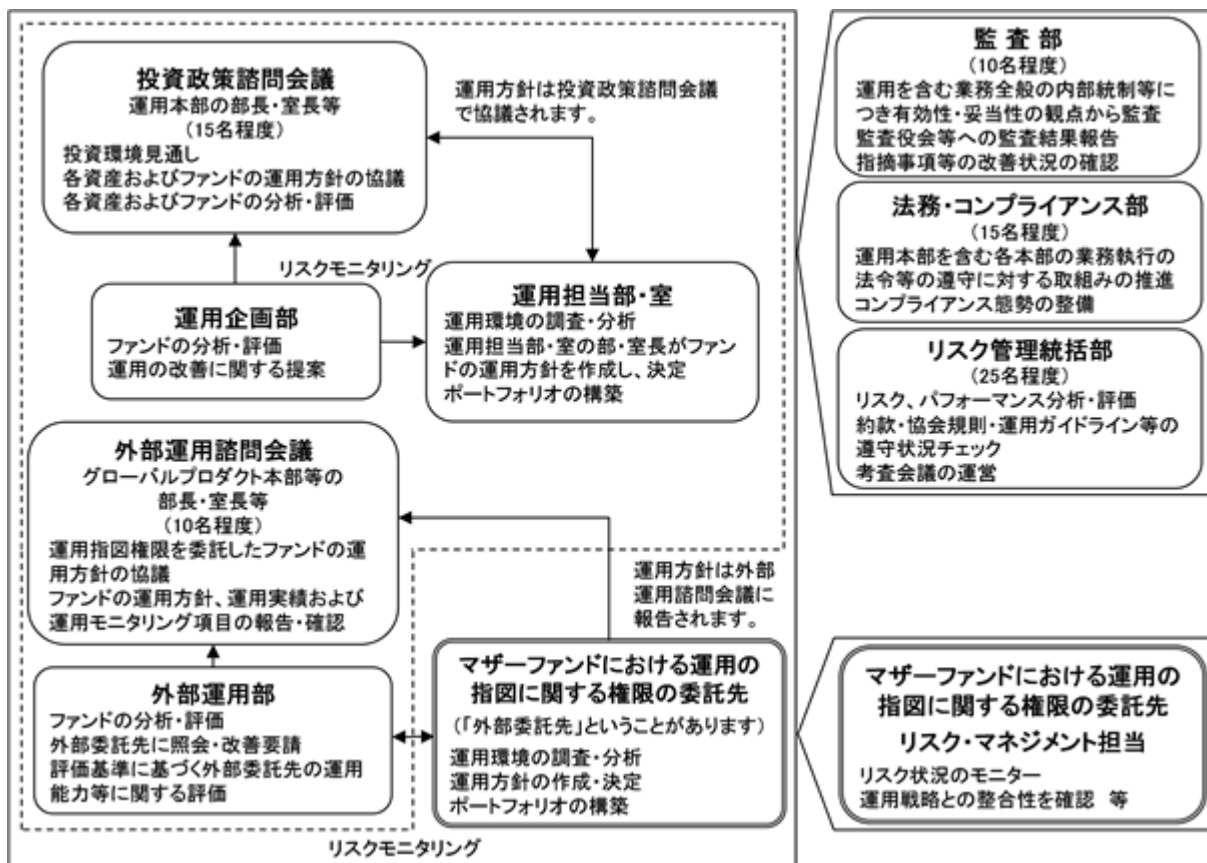 投資政策諮問会議
運用本部の部長・室長等
(15名程度)
投資環境見通し
各資産およびファンドの運用方針の協議
各資産およびファンドの分析・評価
運用方針は投資政策諮問会議
で協議されます。
リスクモニタリング
運用企画部
ファンドの分析・評価
運用の改善に関する提案
運用担当部・室
運用環境の調査・分析
運用担当部・室の部・室長がファン
ドの運用方針を作成し、決定
ポートフォリオの構築
外部運用諮問会議
グローバルプロダクト本部等の
部長・室長等
(10名程度)
運用指図権限を委託したファンドの運
用方針の協議
ファンドの運用方針、運用実績および
運用モニタリング項目の報告・確認
運用方針は外部
運用諮問会議に
報告されます。
外部運用部
ファンドの分析・評価
外部委託先に照会・改善要請
評価基準に基づく外部委託先の運用
能力等に関する評価
マザーファンドにおける運用の
指図に関する権限の委託先
(「外部委託先」ということがあります)
運用環境の調査・分析
運用方針の作成・決定
ポートフォリオの構築
リスクモニタリング
監 査 部
(10名程度)
運用を含む業務全般の内部統制等に
つき有効性・妥当性の観点から監査
監査役会等への監査結果報告
指摘事項等の改善状況の確認
法務・コンプライアンス部
(15名程度)
運用本部を含む各本部の業務執行の
法令等の遵守に対する取組みの推進
コンプライアンス態勢の整備
リスク管理統括部
(25名程度)
リスク、パフォーマンス分析・評価
約款・協会規則・運用ガイドライン等の
遵守状況チェック
考査会議の運営
マザーファンドにおける運用の
指図に関する権限の委託先
リスク・マネジメント担当
リスク状況のモニター
運用戦略との整合性を確認 等